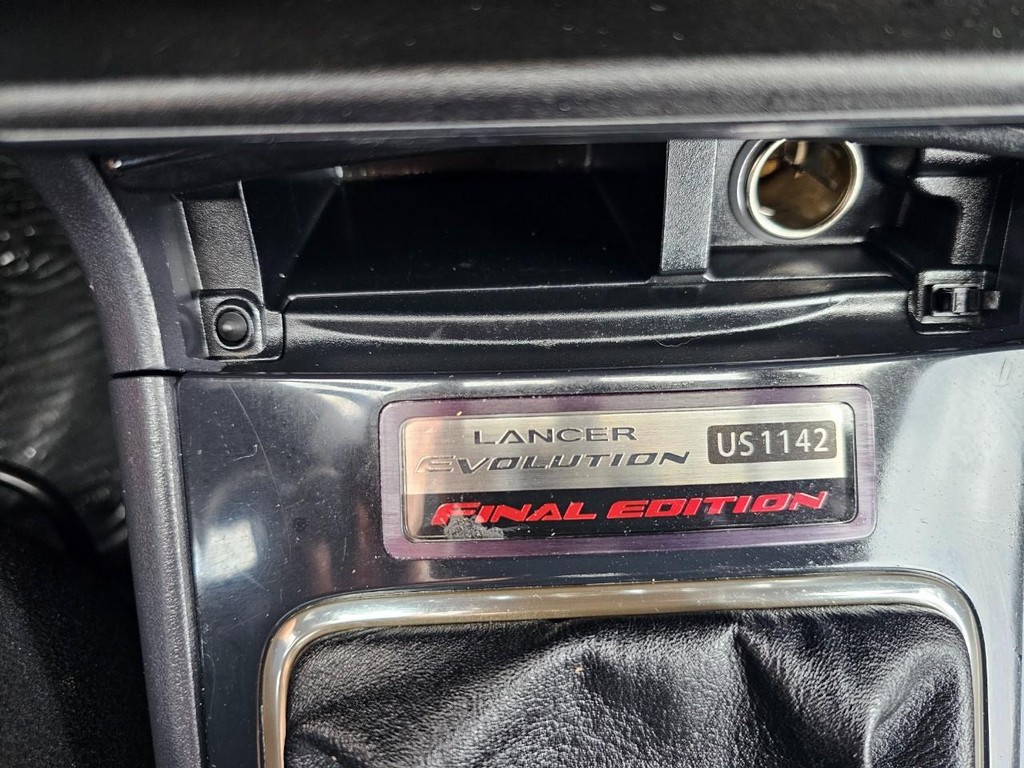 LANCER
EVOLUTION
US1142
FINAL EDITION